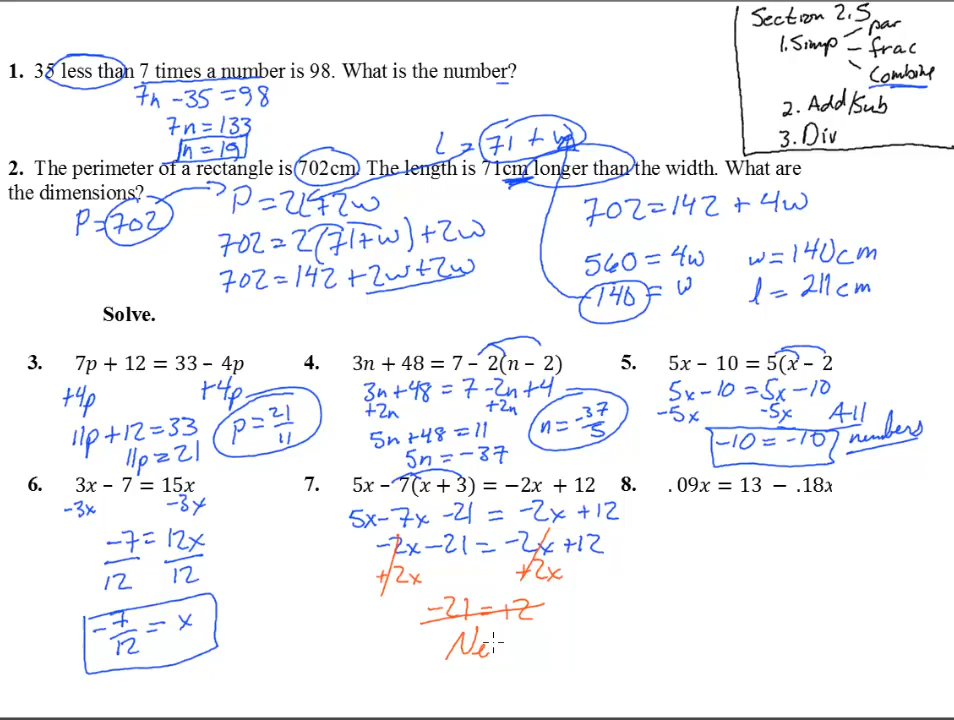 Section 2.5
1. Simp
par
frac
Combine
2. Add/Sub
3. Div
1. 35 less than 7 times a number is 98. What is the number?
7n - 35 = 98
7n = 133
n = 19
l = 71 + w
2. The perimeter of a rectangle is 702cm. The length is 71cm longer than the width. What are
the dimensions?
P = 702
P = 2l + 2w
702 = 2(71+w) + 2w
702 = 142 + 2w + 2w
702 = 142 + 4w
560 = 4w
140 = w
w = 140cm
l = 211cm
Solve.
3. 7p + 12 = 33 – 4p
+4p +4p
11p + 12 = 33
11p = 21
p = 21/11
4. 3n + 48 = 7 – 2(n – 2)
3n + 48 = 7 - 2n + 4
+2n +2n
5n + 48 = 11
5n = -37
n = -37/5
5. 5x – 10 = 5(x – 2
5x - 10 = 5x - 10
-5x -5x
-10 = -10
All
numbers
6. 3x – 7 = 15x
-3x -3x
-7 = 12x
12 12
-7/12 = x
7. 5x – 7(x + 3) = −2x + 12
5x - 7x - 21 = -2x + 12
-2x - 21 = -2x + 12
+2x +2x
-21 = +2
8. .09x = 13 − .18x